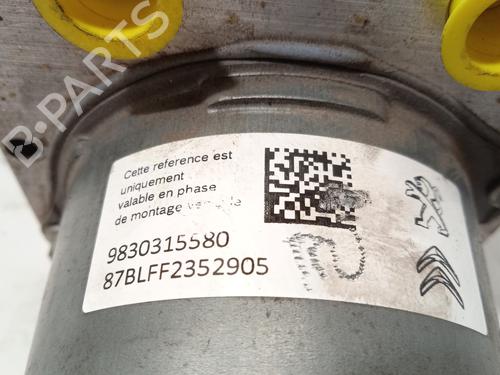 Cette reference est
uniquement
valable en phase
de montage
9830315580
87BLFF2352905
B-PARTS